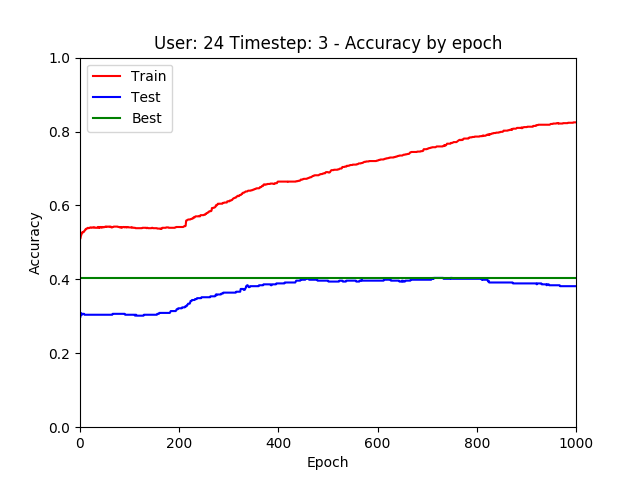 User: 24 Timestep: 3 - Accuracy by epoch
Train
Test
Best
Accuracy
1.0
0.8
0.6
0.4
0.2
0.0
0 200 400 600 800 1000
Epoch